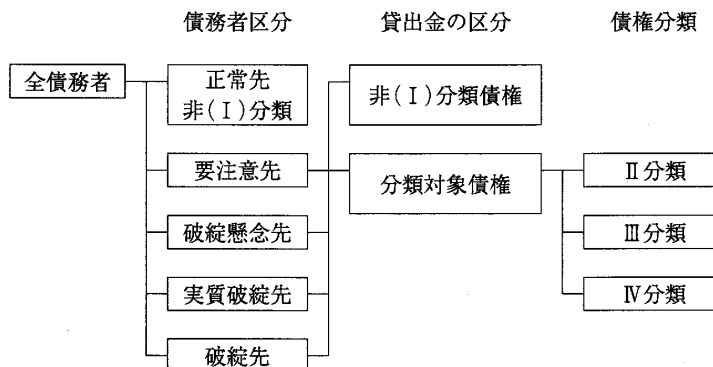 債務者区分
貸出金の区分
債権分類
全債務者
正常先
非(Ⅰ)分類
非(Ⅰ)分類債権
要注意先
分類対象債権
Ⅱ分類
破綻懸念先
Ⅲ分類
実質破綻先
Ⅳ分類
破綻先